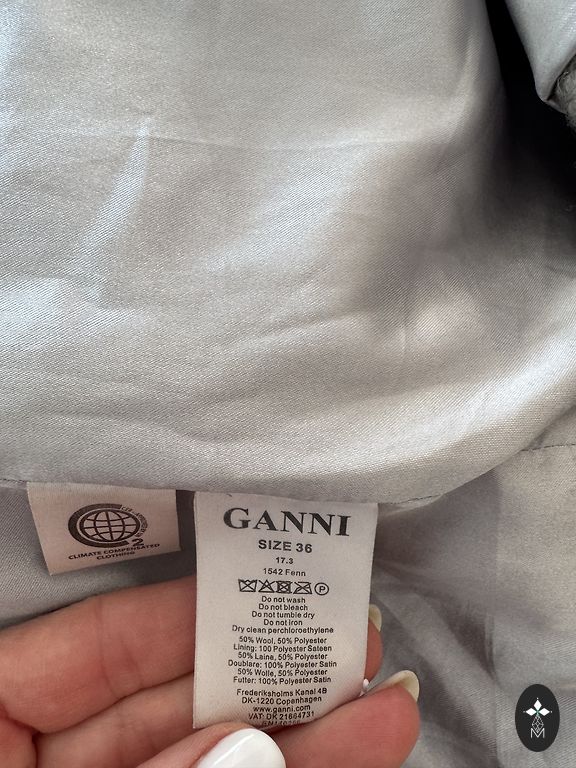 CLIMATE COMPENSATED
CLOTHING
GANNI
SIZE 36
17.3
1542 Fenn
P
Do not wash
Do not bleach
Do not tumble dry
Do not iron
Dry clean perchloroethylene
50% Wool, 50% Polyester
Lining: 100 Polyester Sateen
50% Laine, 50% Polyester
Doublare: 100% Polyester Satin
50% Wolle, 50% Polyester
Futter: 100% Polyester Satin
Frederiksholms Kanal 4B
DK-1220 Copenhagen
www.ganni.com
VAT: DK 21664731